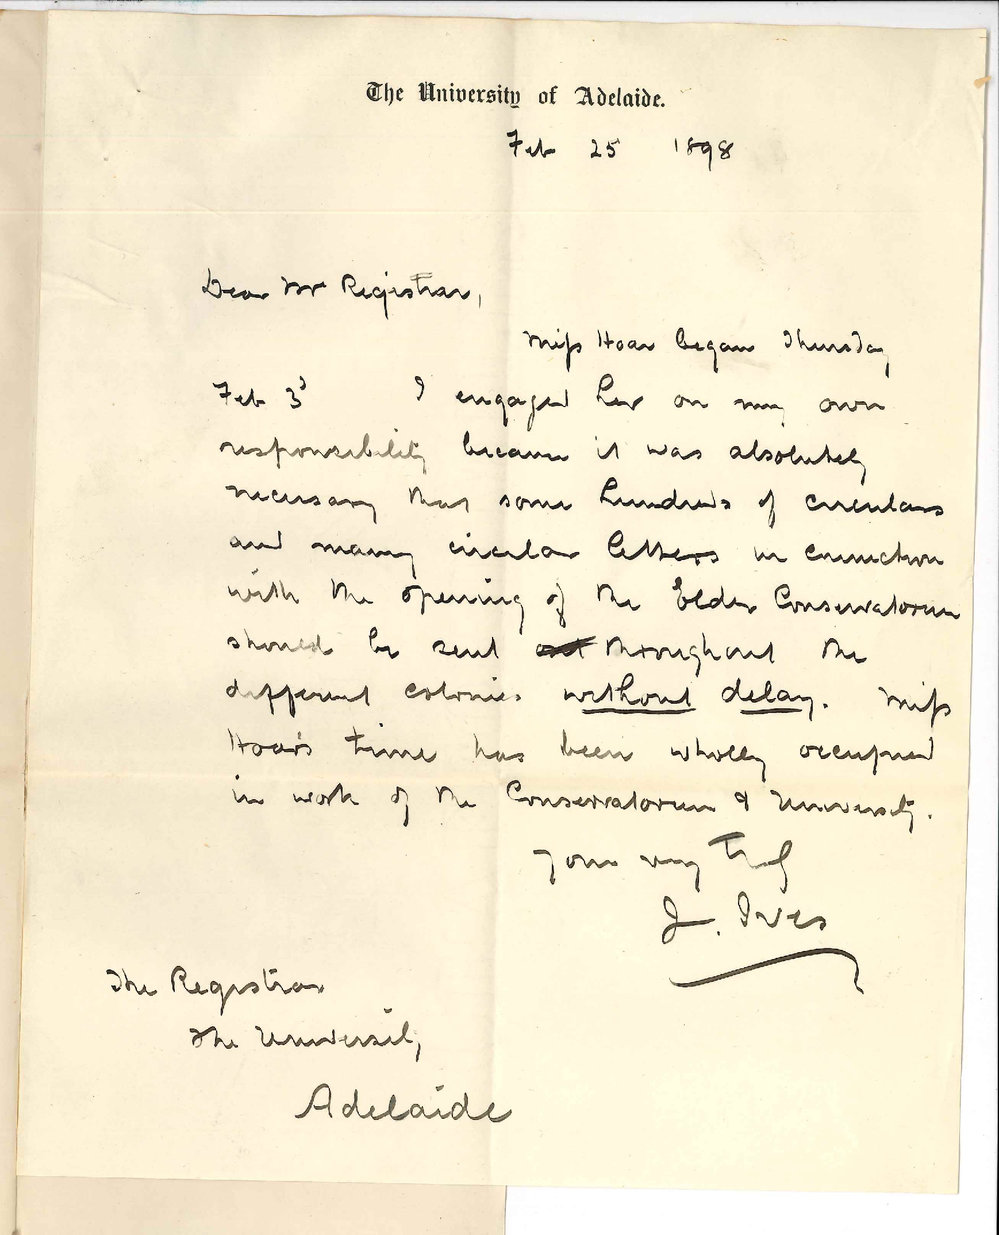 The University of Adelaide.
Feb 25 1898
Dear Mr Registrar,
Miss Hoar began Thursday
Feb 3d I engaged her on my own
responsibility because it was absolutely
necessary that some hundreds of circulars
and many circular letters in connection
with the opening of the Elder Conservatorium
should be sent out throughout the
different colonies without delay. Miss
Hoar's time has been wholly occupied
in work of the Conservatorium & University.
Yours very truly
J. Ives
The Registrar
The University
Adelaide